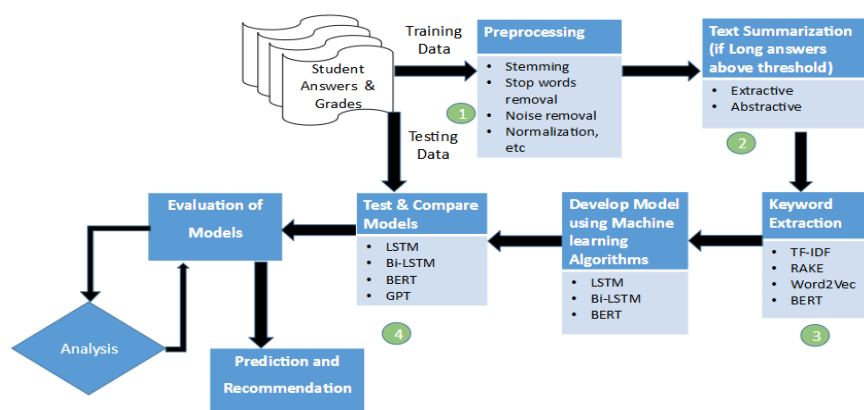 Student
Answers &
Grades
Training
Data
Testing
Data
Preprocessing
• Stemming
• Stop words
removal
• Noise removal
• Normalization,
etc
1
Text Summarization
(if Long answers
above threshold)
• Extractive
• Abstractive
2
Keyword
Extraction
• TF-IDF
• RAKE
• Word2Vec
• BERT
3
Develop Model
using Machine
learning
Algorithms
• LSTM
• Bi-LSTM
• BERT
Test & Compare
Models
• LSTM
• Bi-LSTM
• BERT
• GPT
4
Evaluation of
Models
Analysis
Prediction and
Recommendation